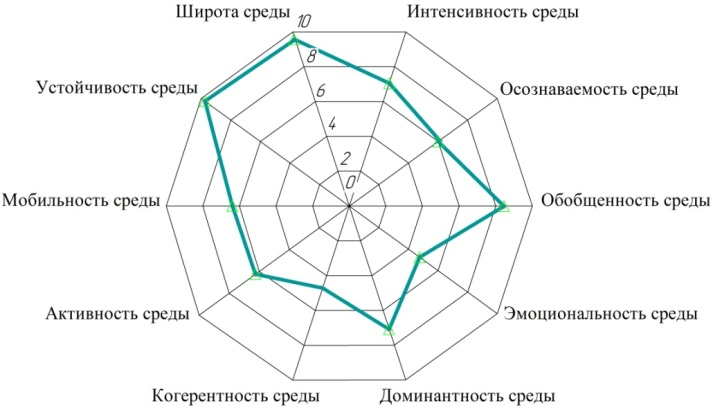 Широта среды
Интенсивность среды
10
8
Устойчивость среды
Осознаваемость среды
6
4
2
0
Мобильность среды
Обобщенность среды
Активность среды
Эмоциональность среды
Когерентность среды
Доминантность среды